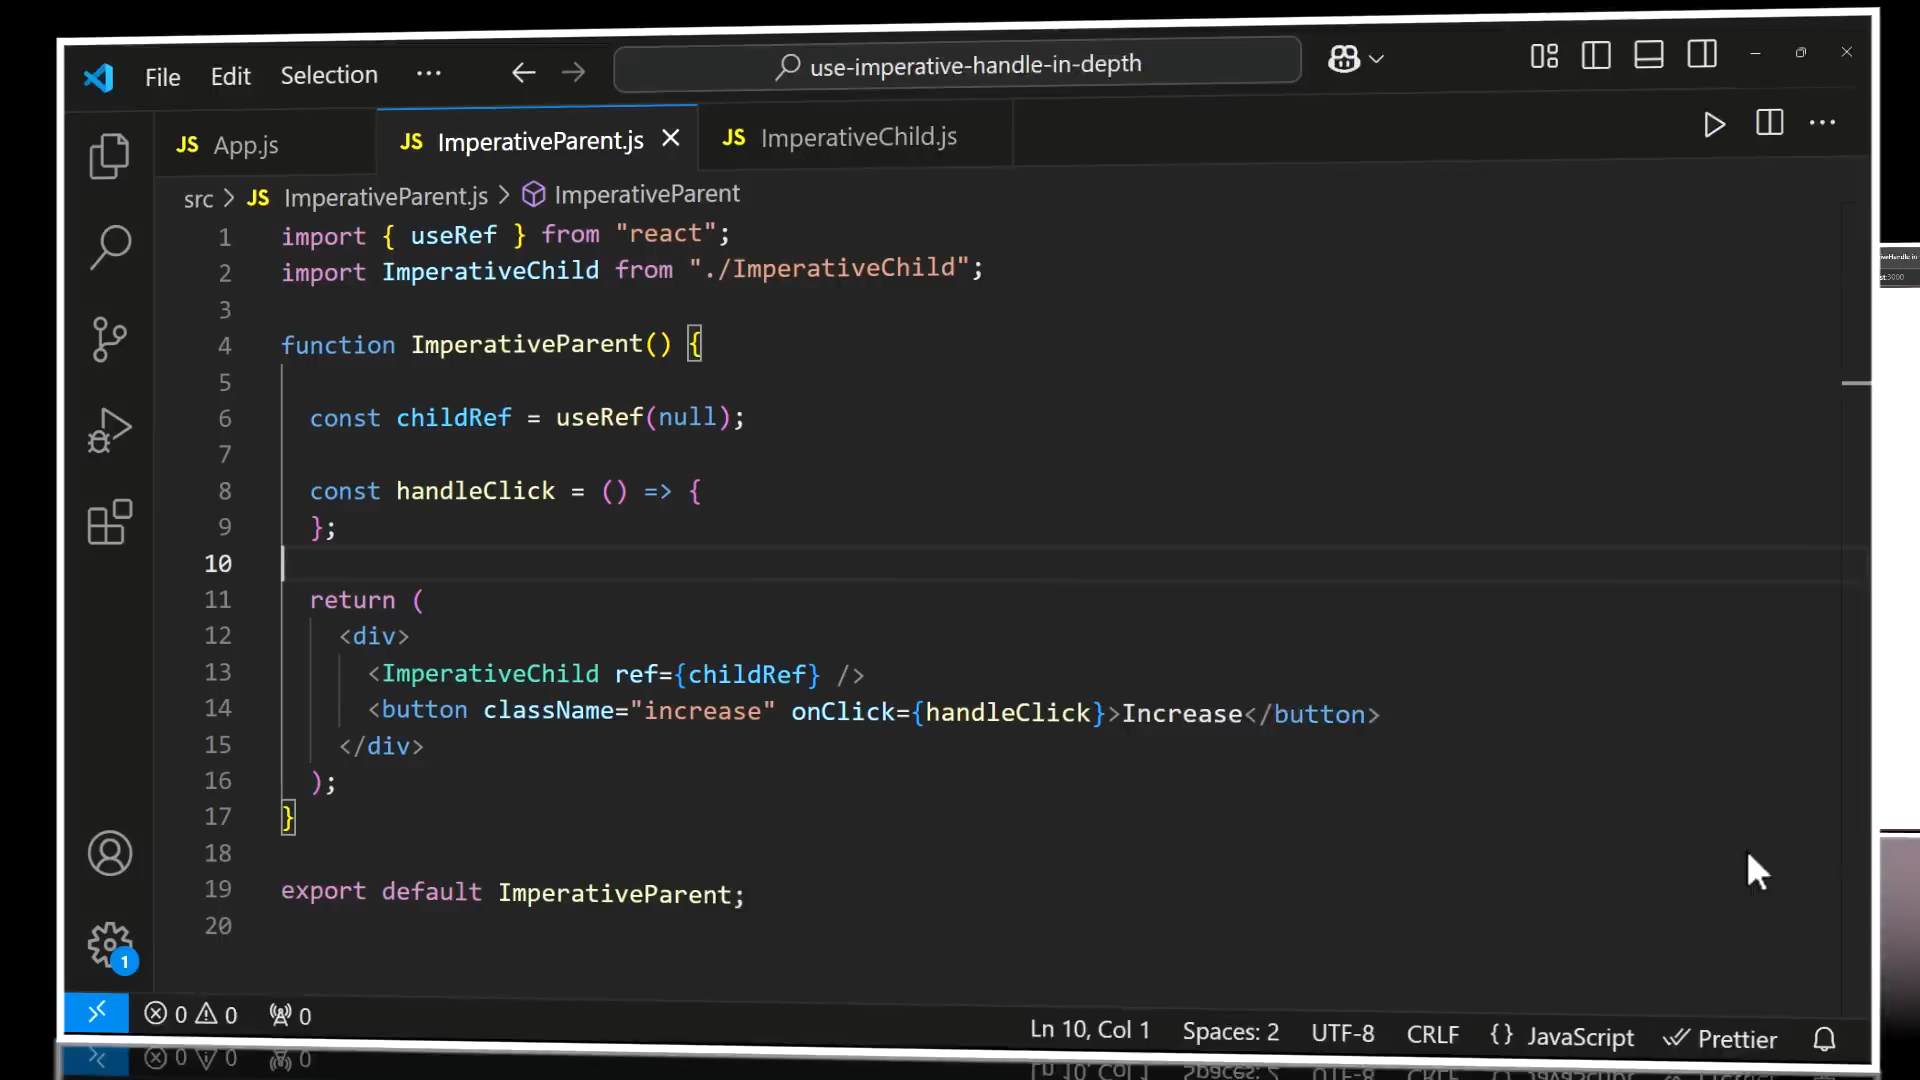 File Edit Selection ··· use-imperative-handle-in-depth
JS App.js JS ImperativeParent.js JS ImperativeChild.js
src > JS ImperativeParent.js > ImperativeParent
1 import { useRef } from "react";
2 import ImperativeChild from "./ImperativeChild";
3
4 function ImperativeParent() {
5
6 const childRef = useRef(null);
7
8 const handleClick = () => {
9 };
10
11 return (
12 <div>
13 <ImperativeChild ref={childRef} />
14 <button className="increase" onClick={handleClick}>Increase</button>
15 </div>
16 );
17 }
18
19 export default ImperativeParent;
20
1
0 0 0 Ln 10, Col 1 Spaces: 2 UTF-8 CRLF {} JavaScript Prettier